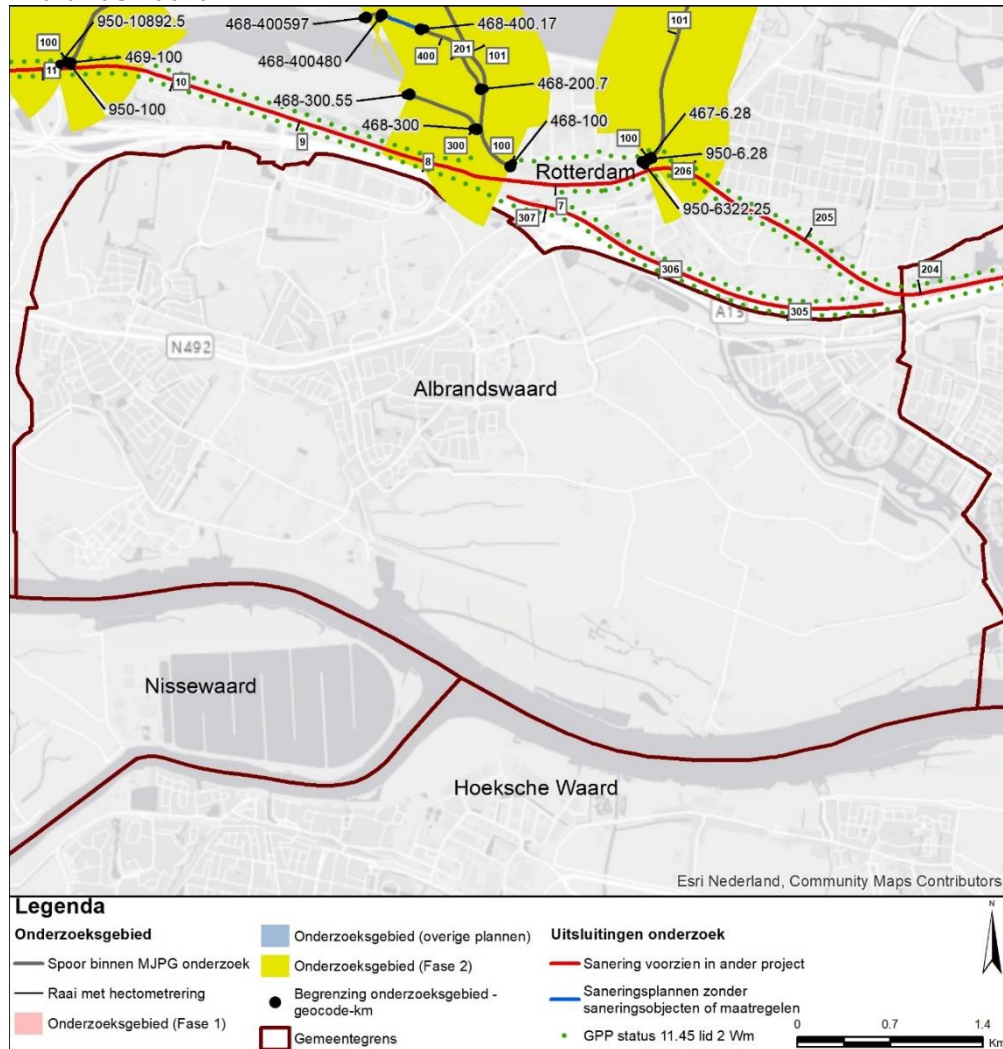 950-10892.5
468-400597
468-400.17
100
469-100
468-400480
400
201
101
101
11
10
950-100
468-300.55
468-200.7
9
468-300
468-100
467-6.28
300
100
100
950-6.28
8
Rotterdam
206
950-6322.25
307
7
205
306
204
305
A15
N492
Albrandswaard
Nissewaard
Hoeksche Waard
Esri Nederland, Community Maps Contributors
Legenda
Onderzoeksgebied
Spoor binnen MJPG onderzoek
Raai met hectometrering
Onderzoeksgebied (Fase 1)
Onderzoeksgebied (overige plannen)
Onderzoeksgebied (Fase 2)
Begrenzing onderzoeksgebied -
geocode-km
Gemeentegrens
Uitsluitingen onderzoek
Sanering voorzien in ander project
Saneringsplannen zonder
saneringsobjecten of maatregelen
GPP status 11.45 lid 2 Wm
N
0 0.7 1.4
Km